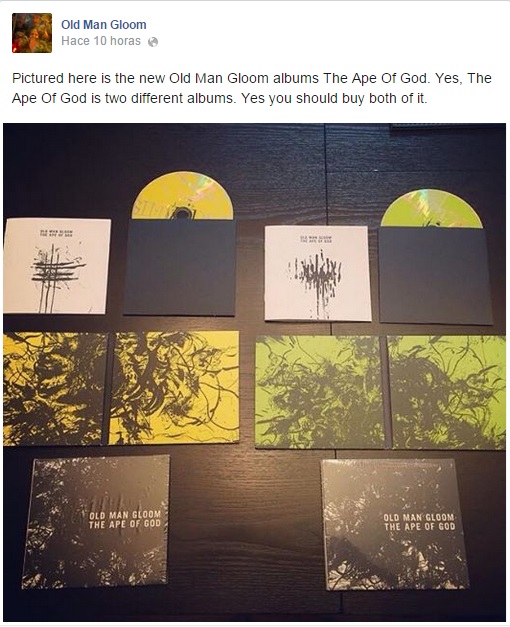 Old Man Gloom
Hace 10 horas
Pictured here is the new Old Man Gloom albums The Ape Of God. Yes, The
Ape Of God is two different albums. Yes you should buy both of it.
OLD MAN GLOOM
THE APE OF GOD
OLD MAN GLOOM
THE APE OF GOD
OLD MAN GLOOM
THE APE OF GOD
OLD MAN GLOOM
THE APE OF GOD